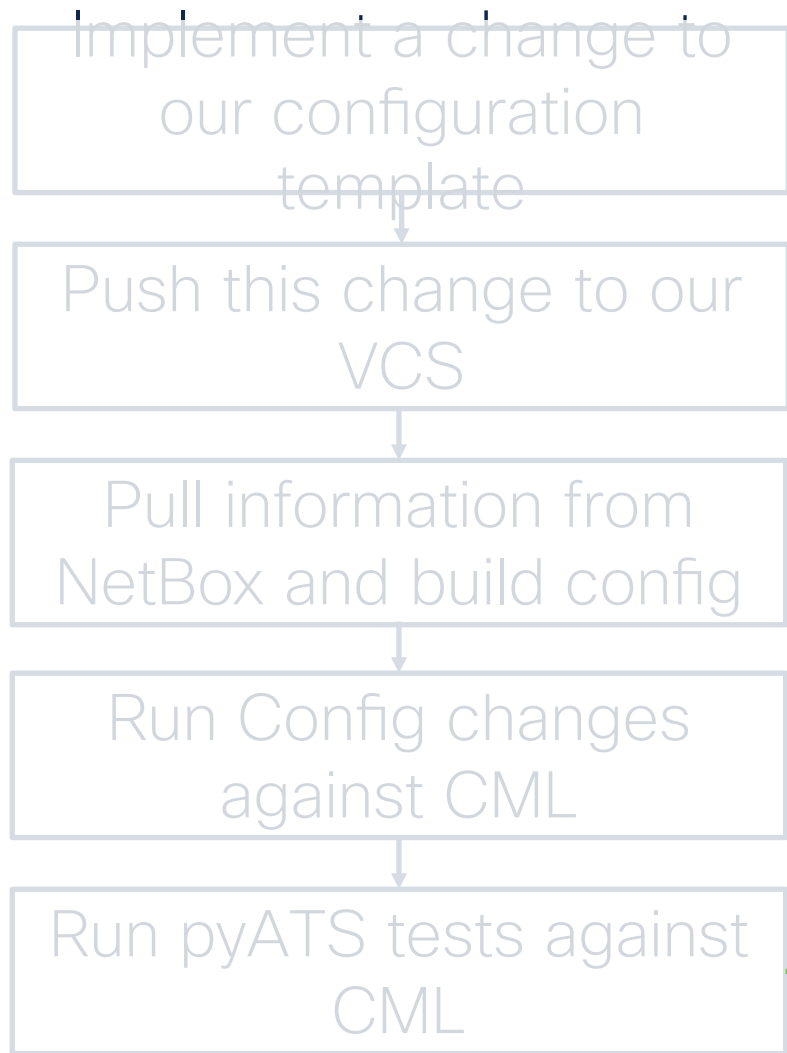 Implement a change to
our configuration
template
Push this change to our
VCS
Pull information from
NetBox and build config
Run Config changes
against CML
Run pyATS tests against
CML